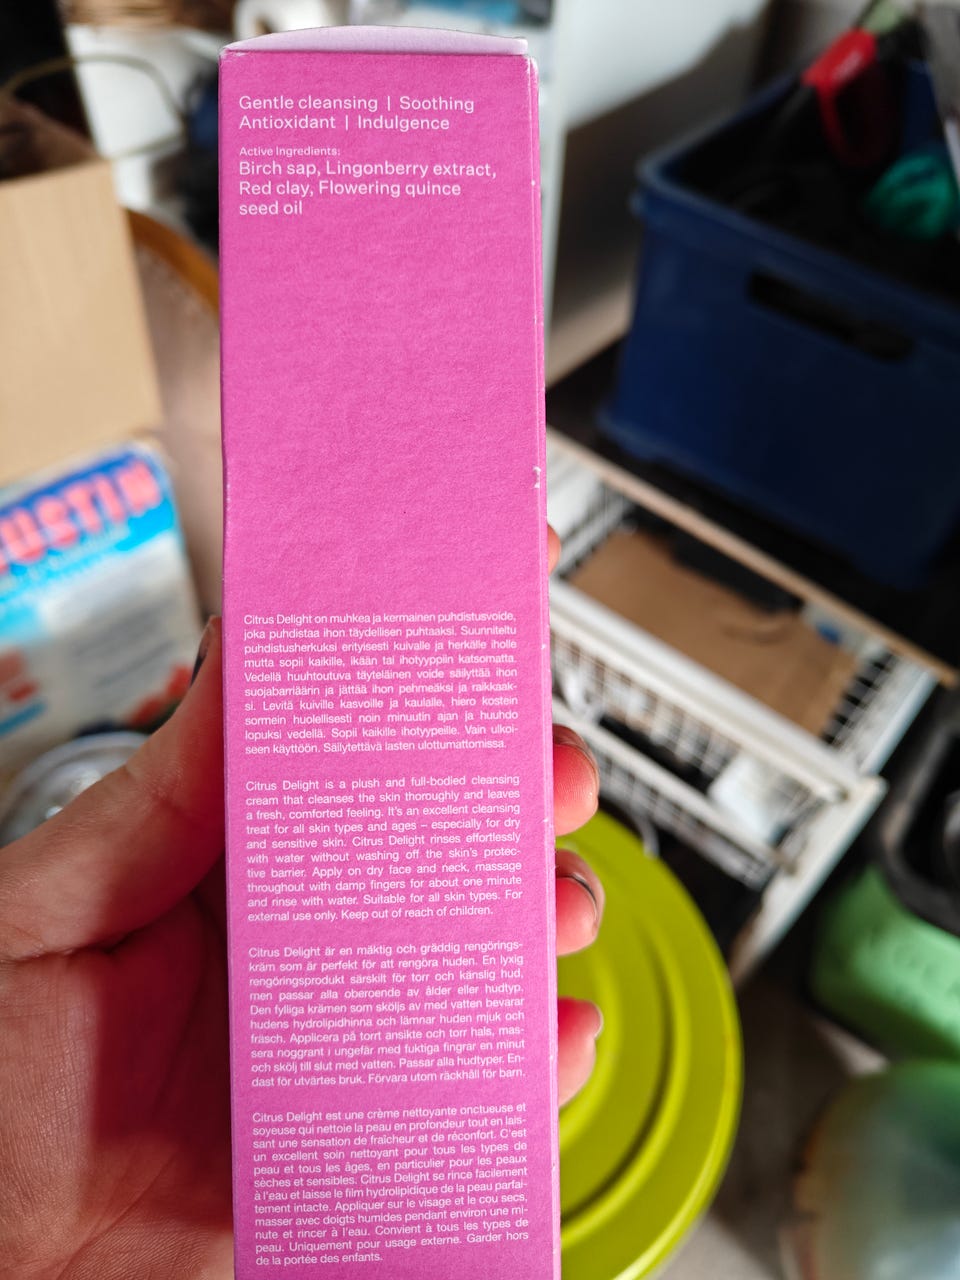 Gentle cleansing | Soothing
Antioxidant | Indulgence
Active Ingredients:
Birch sap, Lingonberry extract,
Red clay, Flowering quince
seed oil
Citrus Delight on muhkea ja kermainen puhdistusvoide,
joka puhdistaa ihon täydellisen puhtaaksi. Suunniteltu
puhdistusherkuksi erityisesti kuivalle ja herkälle iholle
mutta sopii kaikille, ikään tai ihotyyppiin katsomatta.
Vedellä huuhtoutuva täyteläinen voide säilyttää ihon
suojabarriäärin ja jättää ihon pehmeäksi ja raikkaak-
si. Levitä kuiville kasvoille ja kaulalle, hiero kostein
sormein huolellisesti noin minuutin ajan ja huuhdo
lopuksi vedellä. Sopii kaikille ihotyypeille. Vain ulkoi-
seen käyttöön. Säilytettävä lasten ulottumattomissa.
Citrus Delight is a plush and full-bodied cleansing
cream that cleanses the skin thoroughly and leaves
a fresh, comforted feeling. It's an excellent cleansing
treat for all skin types and ages – especially for dry
and sensitive skin. Citrus Delight rinses effortlessly
with water without washing off the skin's protec-
tive barrier. Apply on dry face and neck, massage
throughout with damp fingers for about one minute
and rinse with water. Suitable for all skin types. For
external use only. Keep out of reach of children.
Citrus Delight är en mäktig och gräddig rengörings-
kräm som är perfekt för att rengöra huden. En lyxig
rengöringsprodukt särskilt för torr och känslig hud,
men passar alla oberoende av ålder eller hudtyp.
Den fylliga krämen som sköljs av med vatten bevarar
hudens hydrolipidhinna och lämnar huden mjuk och
fräsch. Applicera på torrt ansikte och torr hals, mas-
sera noggrant i ungefär med fuktiga fingrar en minut
och skölj till slut med vatten. Passar alla hudtyper. En-
dast för utvärtes bruk. Förvara utom räckhåll för barn.
Citrus Delight est une crème nettoyante onctueuse et
soyeuse qui nettoie la peau en profondeur tout en lais-
sant une sensation de fraîcheur et de réconfort. C'est
un excellent soin nettoyant pour tous les types de
peau et tous les âges, en particulier pour les peaux
sèches et sensibles. Citrus Delight se rince facilement
à l'eau et laisse le film hydrolipidique de la peau parfai-
tement intacte. Appliquer sur le visage et le cou secs,
masser avec doigts humides pendant environ une mi-
nute et rincer à l'eau. Convient à tous les types de
peau. Uniquement pour usage externe. Garder hors
de la portée des enfants.